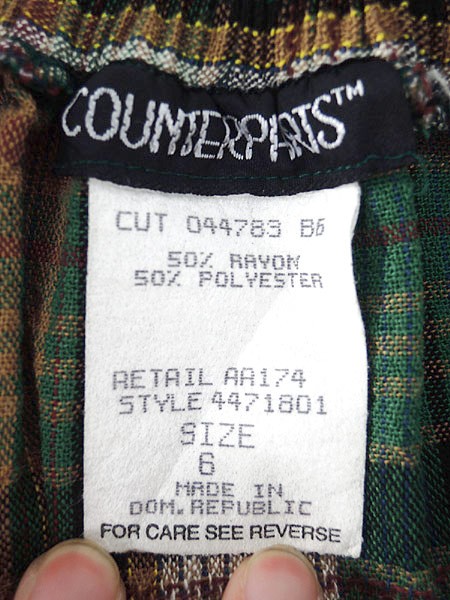 COUNTERPARTS™
CUT 044783 B6
50% RAYON
50% POLYESTER
RETAIL AA174
STYLE 4471801
SIZE
6
MADE IN
DOM. REPUBLIC
FOR CARE SEE REVERSE